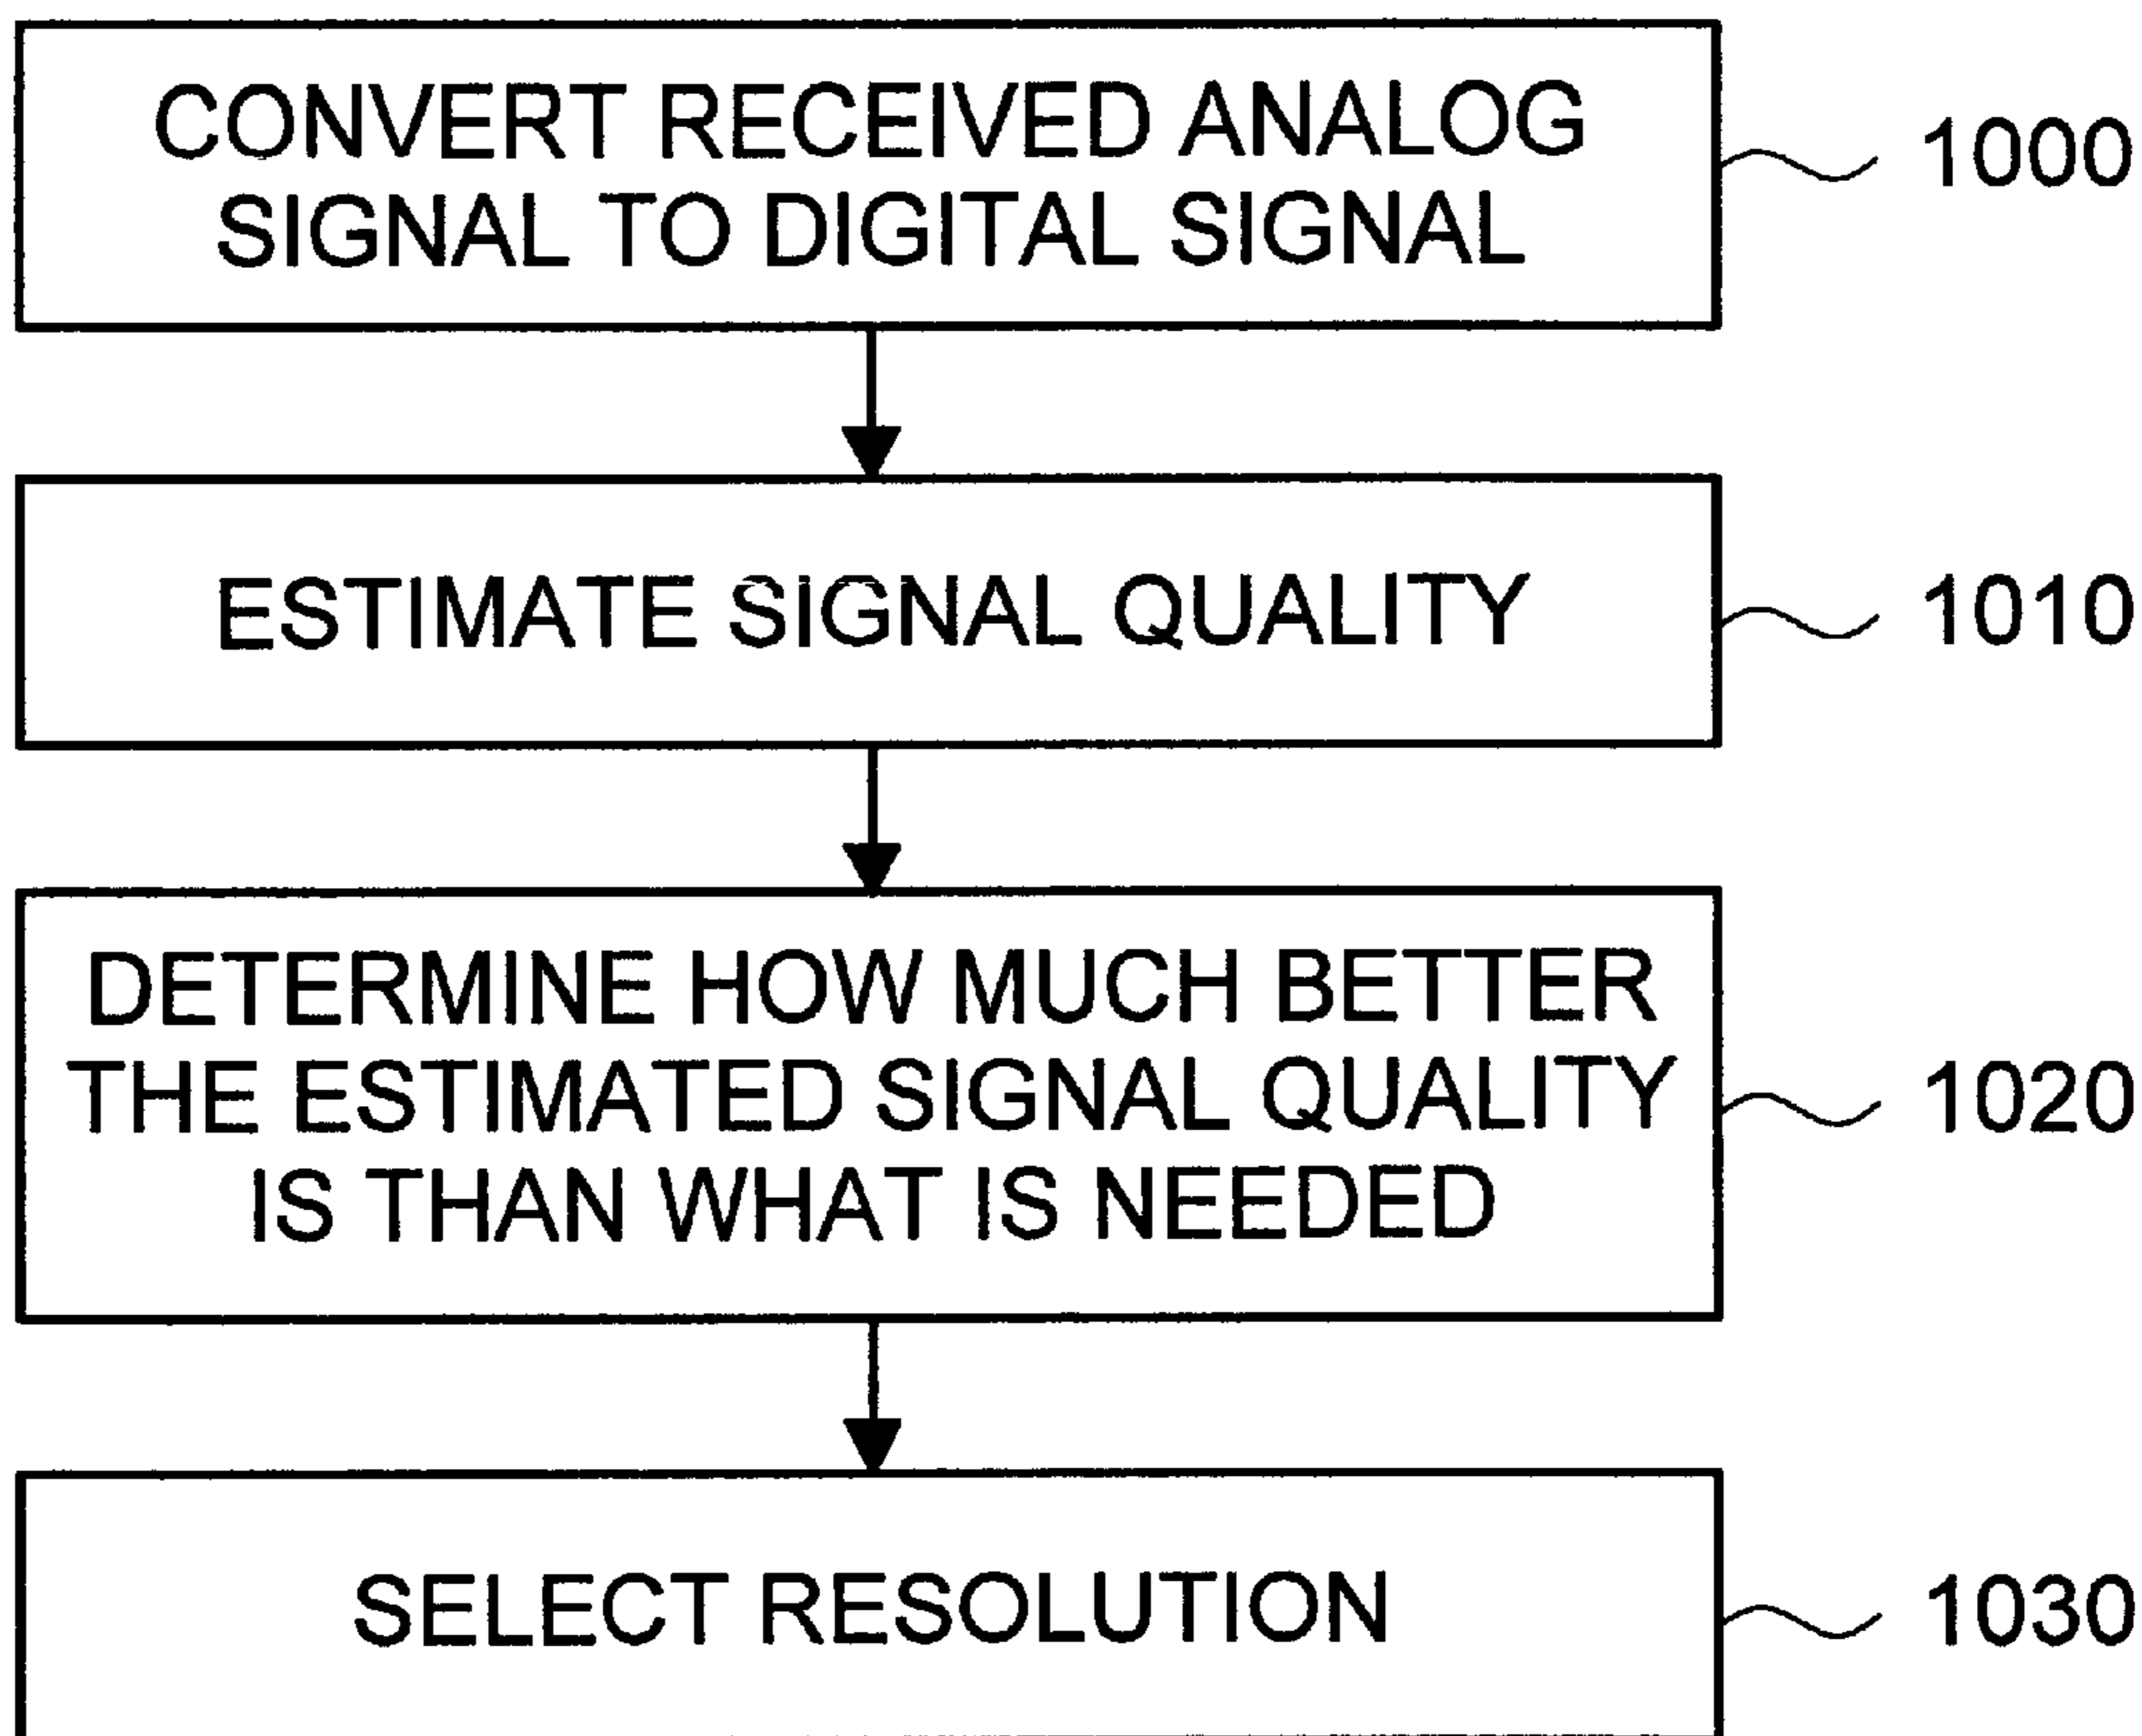 CONVERT RECEIVED ANALOG
SIGNAL TO DIGITAL SIGNAL
1000
ESTIMATE SIGNAL QUALITY
1010
DETERMINE HOW MUCH BETTER
THE ESTIMATED SIGNAL QUALITY
IS THAN WHAT IS NEEDED
1020
SELECT RESOLUTION
1030